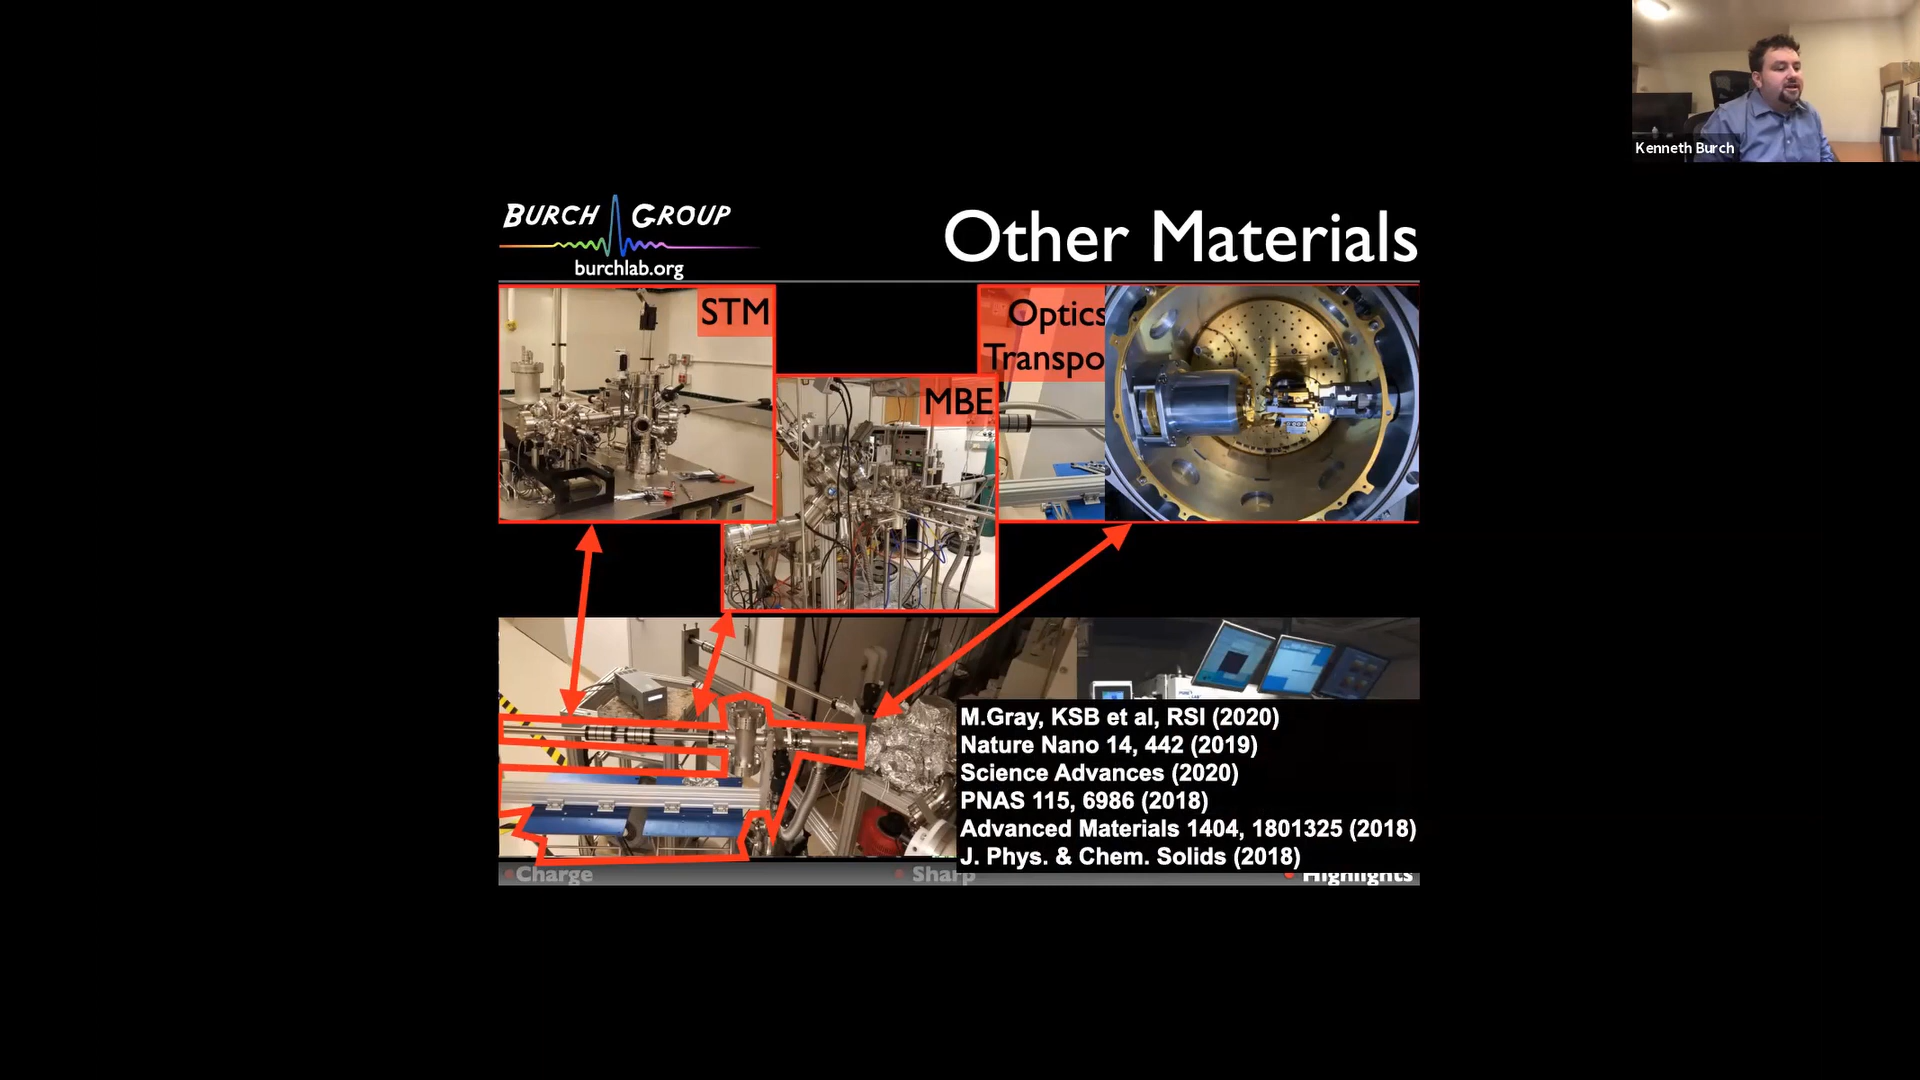 Kenneth Burch
BURCH GROUP
burchlab.org
Other Materials
STM
Optics
Transpo
MBE
M.Gray, KSB et al, RSI (2020)
Nature Nano 14, 442 (2019)
Science Advances (2020)
PNAS 115, 6986 (2018)
Advanced Materials 1404, 1801325 (2018)
J. Phys. & Chem. Solids (2018)
Charge
Sharp
Highlights